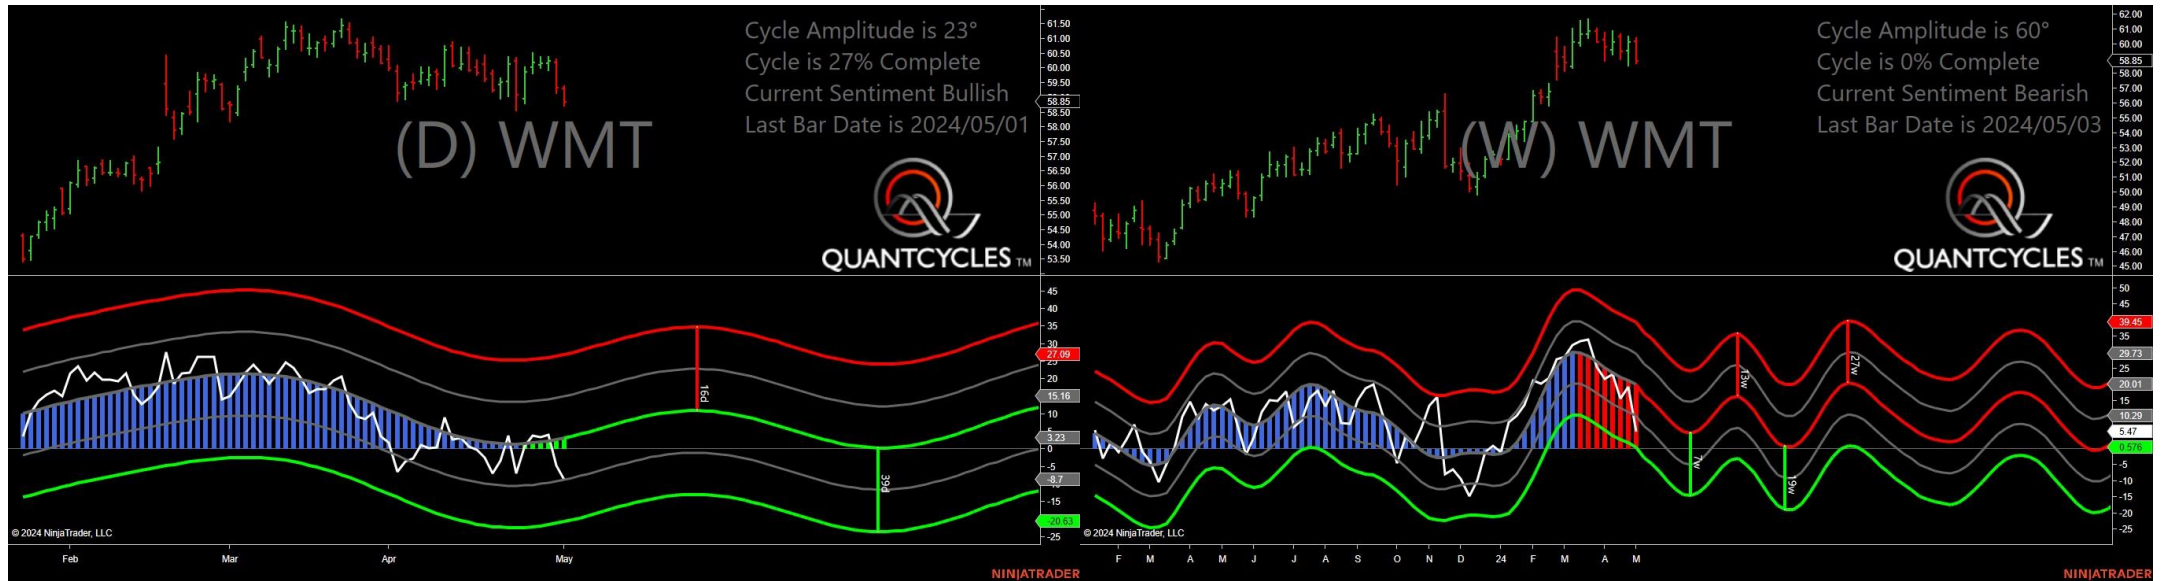 Cycle Amplitude is 23°
Cycle is 27% Complete
Current Sentiment Bullish
Last Bar Date is 2024/05/01
(D) WMT
QUANTCYCLES TM
61.50
61.00
60.50
60.00
59.50
58.85
58.50
58.00
57.50
57.00
56.50
56.00
55.50
55.00
54.50
54.00
53.50
45
40
35
30
27.09
20
15.16
10
3.23
0
-5
-8.7
-15
-20.63
-25
16d
39d
© 2024 NinjaTrader, LLC
Feb Mar Apr May
NINJATRADER
Cycle Amplitude is 60°
Cycle is 0% Complete
Current Sentiment Bearish
Last Bar Date is 2024/05/03
(W) WMT
QUANTCYCLES TM
62.00
61.00
60.00
58.85
58.00
57.00
56.00
55.00
54.00
53.00
52.00
51.00
50.00
49.00
48.00
47.00
46.00
45.00
50
45
39.45
35
29.73
25
20.01
15
10.29
5.47
0.576
-5
-10
-15
-20
-25
7w
13w
19w
27w
© 2024 NinjaTrader, LLC
F M A M J J A S O N D 24 F M A M
NINJATRADER